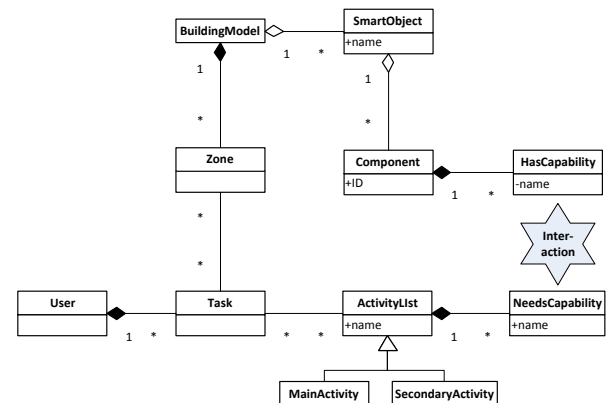 SmartObject
BuildingModel
+name
1
*
1
1
*
*
Zone
Component
HasCapability
+ID
-name
1
*
*
Inter-
action
*
User
Task
ActivityLIst
NeedsCapability
+name
+name
1
*
*
*
1
*
MainActivity
SecondaryActivity